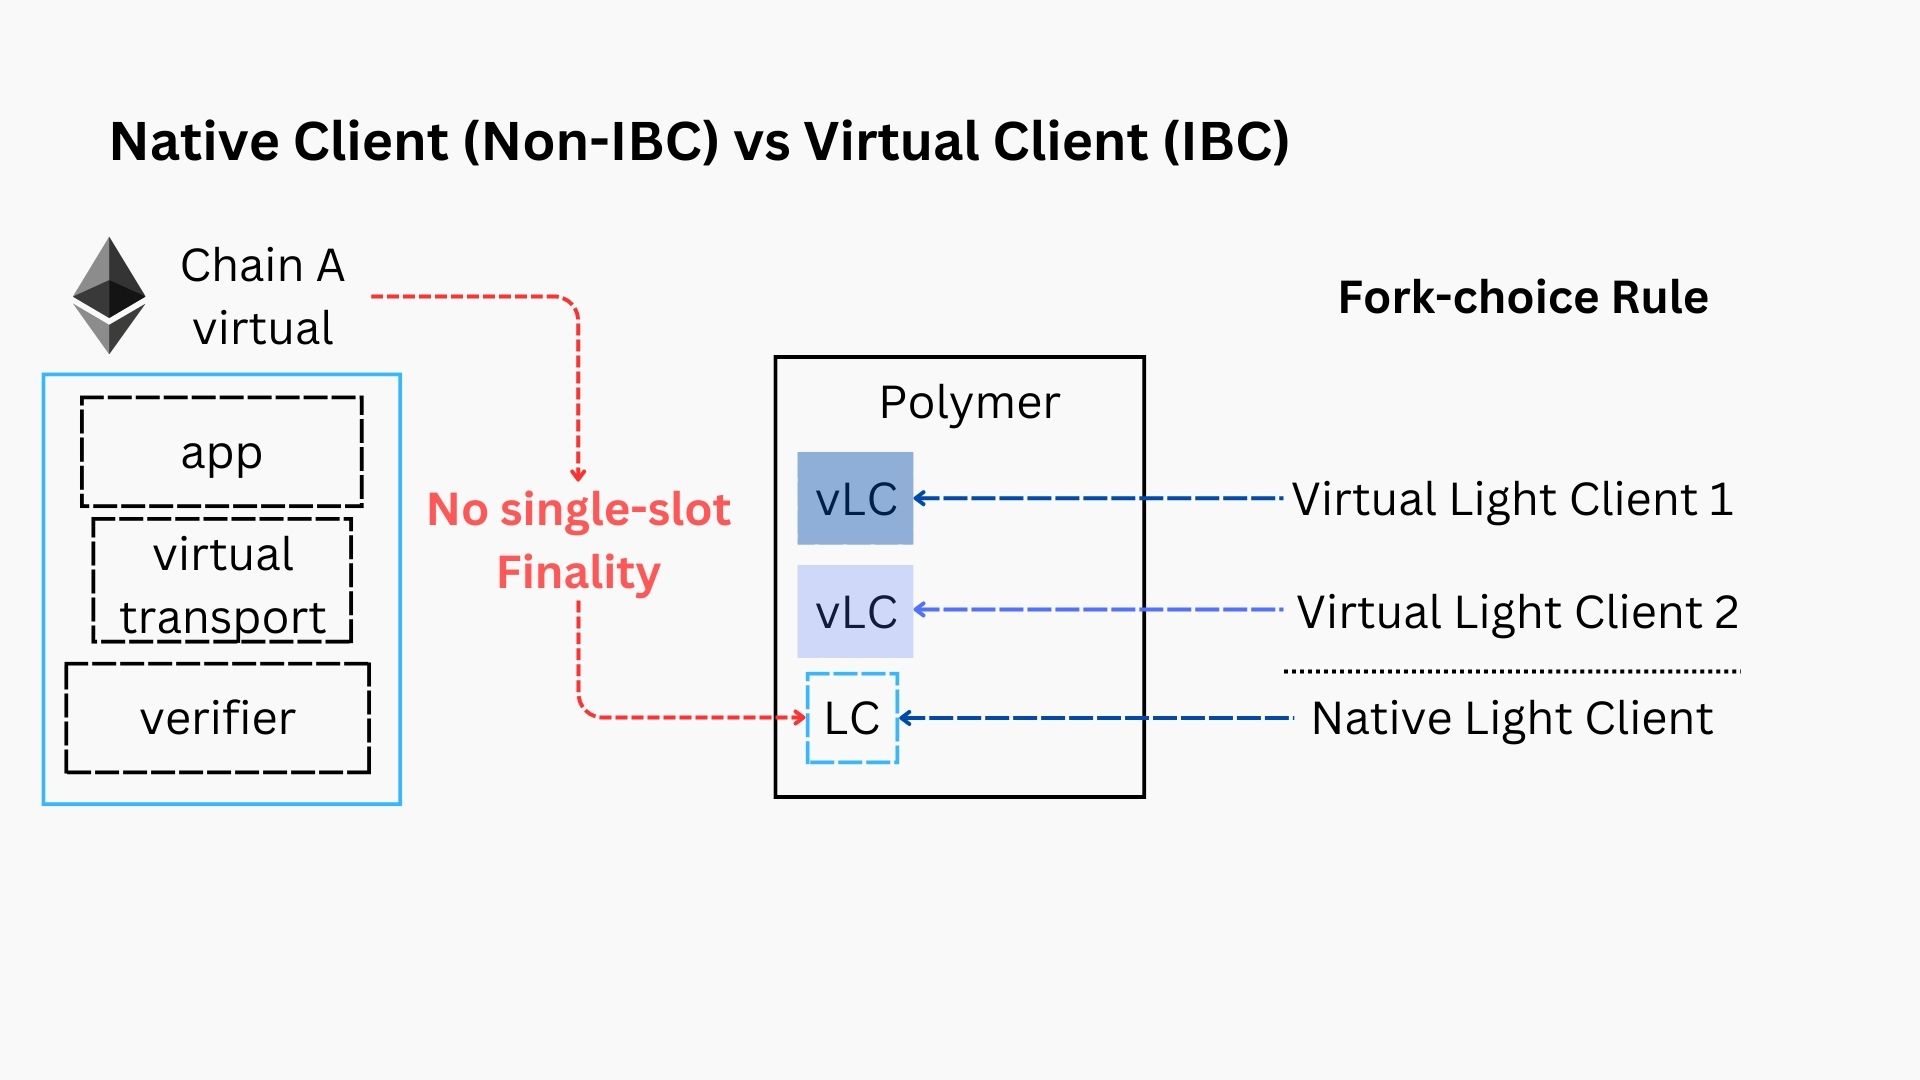 Native Client (Non-IBC) vs Virtual Client (IBC)
Chain A
virtual
app
virtual
transport
verifier
No single-slot
Finality
Polymer
vLC
vLC
LC
Fork-choice Rule
Virtual Light Client 1
Virtual Light Client 2
Native Light Client